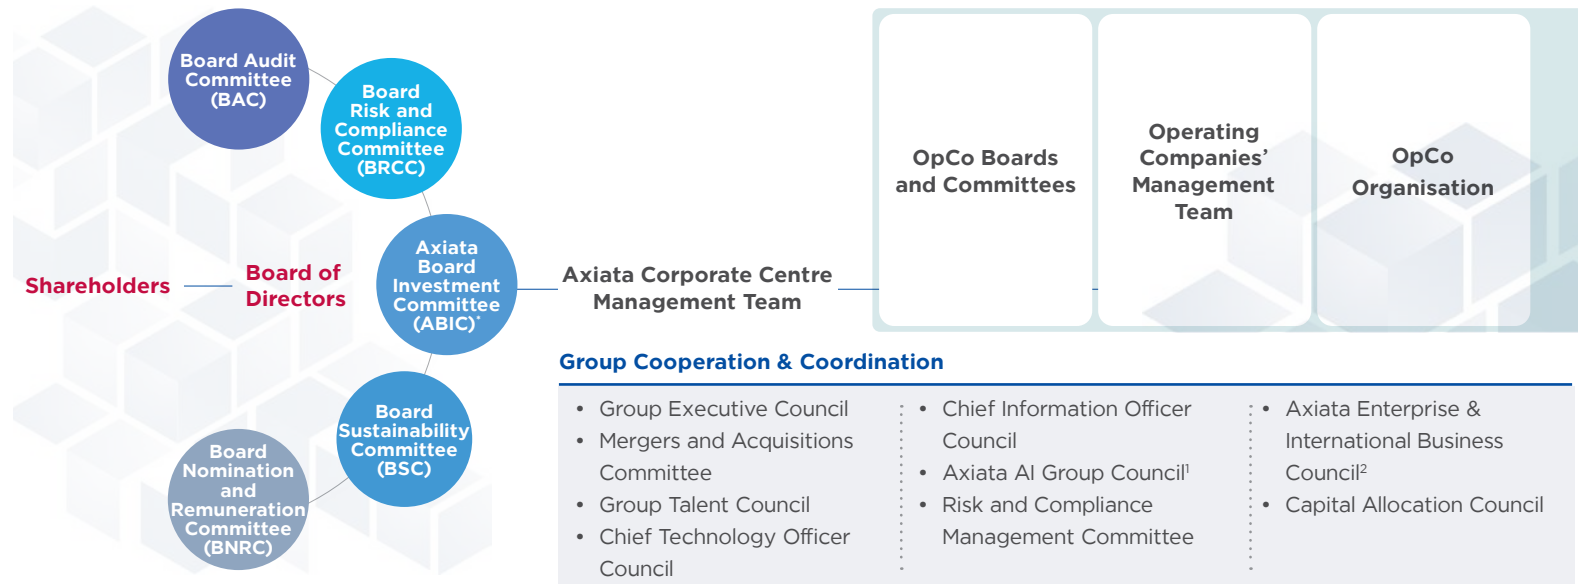 Board Audit
Committee
(BAC)
Board
Risk and
Compliance
Committee
(BRCC)
Axiata
Board
Investment
Committee
(ABIC)*
Board
Sustainability
Committee
(BSC)
Board
Nomination
and
Remuneration
Committee
(BNRC)
Shareholders
Board of
Directors
Axiata Corporate Centre
Management Team
OpCo Boards
and Committees
Operating
Companies’
Management
Team
OpCo
Organisation
Group Cooperation & Coordination
• Group Executive Council
• Mergers and Acquisitions
Committee
• Group Talent Council
• Chief Technology Officer
Council
• Chief Information Officer
Council
• Axiata AI Group Council¹
• Risk and Compliance
Management Committee
• Axiata Enterprise &
International Business
Council²
• Capital Allocation Council